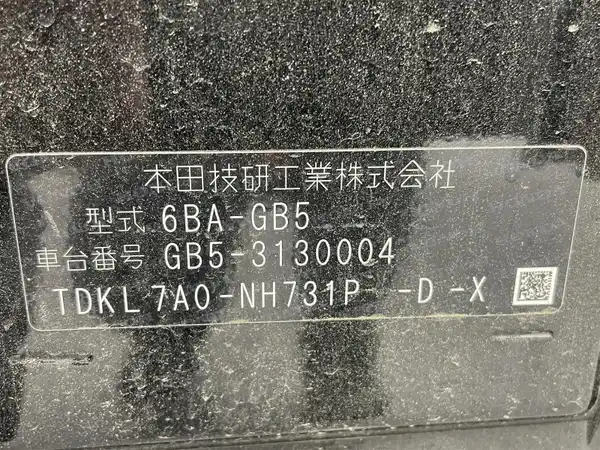 本田技研工業株式会社
型式 6BA-GB5
車台番号 GB5-3130004
TDKL7A0-NH731P -D-X